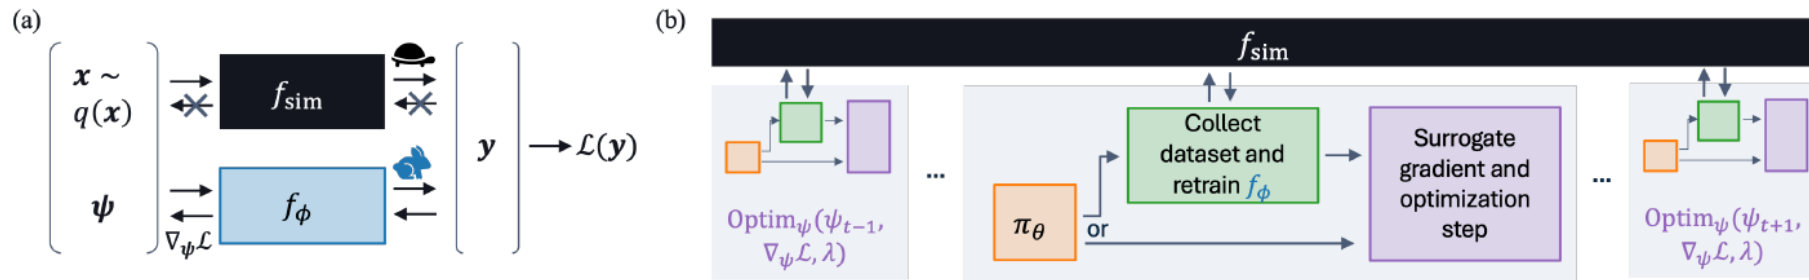 (a)
x ~
q(x)
f_sim
y
ℒ(y)
ψ
f_ϕ
∇_ψ ℒ
(b)
f_sim
Optim_ψ(ψ_{t−1},
∇_ψ ℒ, λ)
...
π_θ
or
Collect
dataset and
retrain f_ϕ
Surrogate
gradient and
optimization
step
...
Optim_ψ(ψ_{t+1},
∇_ψ ℒ, λ)